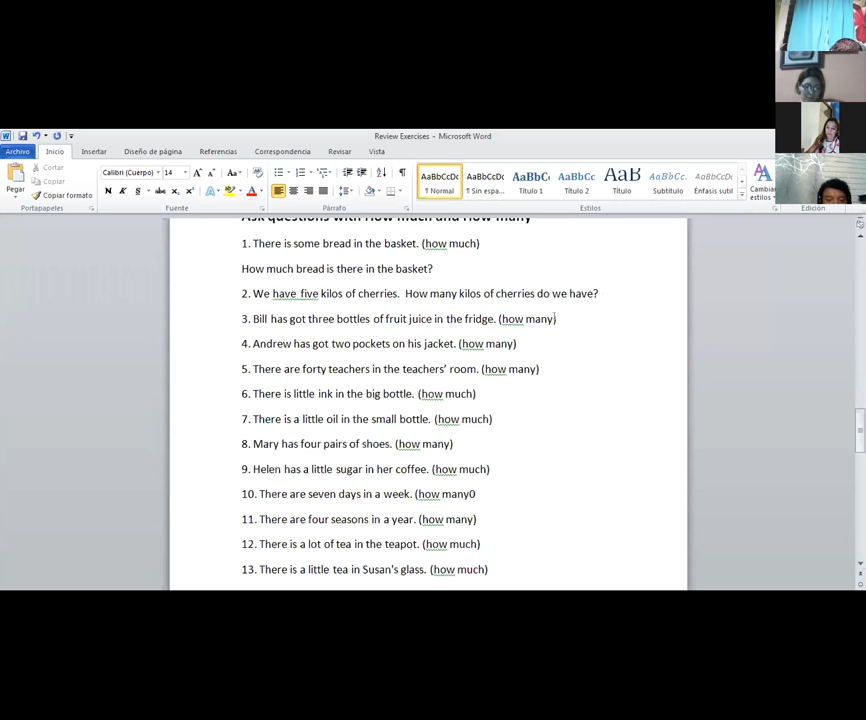 Review Exercises - Microsoft Word
Archivo Inicio Insertar Diseño de página Referencias Correspondencia Revisar Vista
Cortar
Copiar
Copiar formato
Pegar
Portapapeles
Calibri (Cuerpo) 14
Fuente
Párrafo
AaBbCcDc AaBbCcDc AaBbCc AaBbCc AaB AaBbCc. AaBbCcDc
¶ Normal ¶ Sin espa... Título 1 Título 2 Título Subtítulo Énfasis sutil
Cambiar estilos
Estilos
Edición
Ask questions with How much and How many
1. There is some bread in the basket. (how much)
How much bread is there in the basket?
2. We have five kilos of cherries. How many kilos of cherries do we have?
3. Bill has got three bottles of fruit juice in the fridge. (how many)
4. Andrew has got two pockets on his jacket. (how many)
5. There are forty teachers in the teachers’ room. (how many)
6. There is little ink in the big bottle. (how much)
7. There is a little oil in the small bottle. (how much)
8. Mary has four pairs of shoes. (how many)
9. Helen has a little sugar in her coffee. (how much)
10. There are seven days in a week. (how many0
11. There are four seasons in a year. (how many)
12. There is a lot of tea in the teapot. (how much)
13. There is a little tea in Susan's glass. (how much)